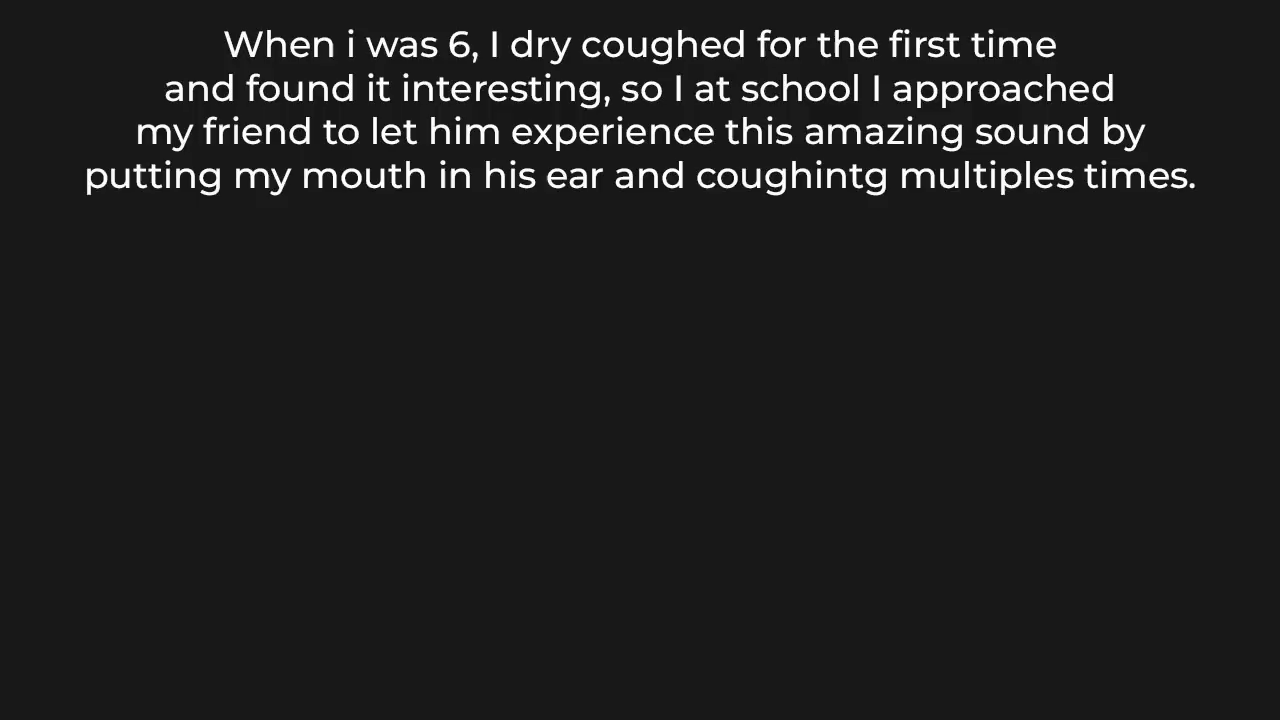 When i was 6, I dry coughed for the first time
and found it interesting, so I at school I approached
my friend to let him experience this amazing sound by
putting my mouth in his ear and coughintg multiples times.